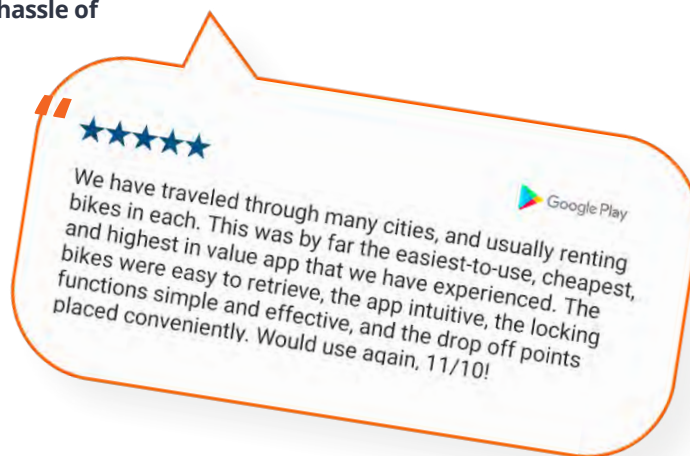 hassle of
“
★★★★★
Google Play
We have traveled through many cities, and usually renting
bikes in each. This was by far the easiest-to-use, cheapest,
and highest in value app that we have experienced. The
bikes were easy to retrieve, the app intuitive, the locking
functions simple and effective, and the drop off points
placed conveniently. Would use again, 11/10!